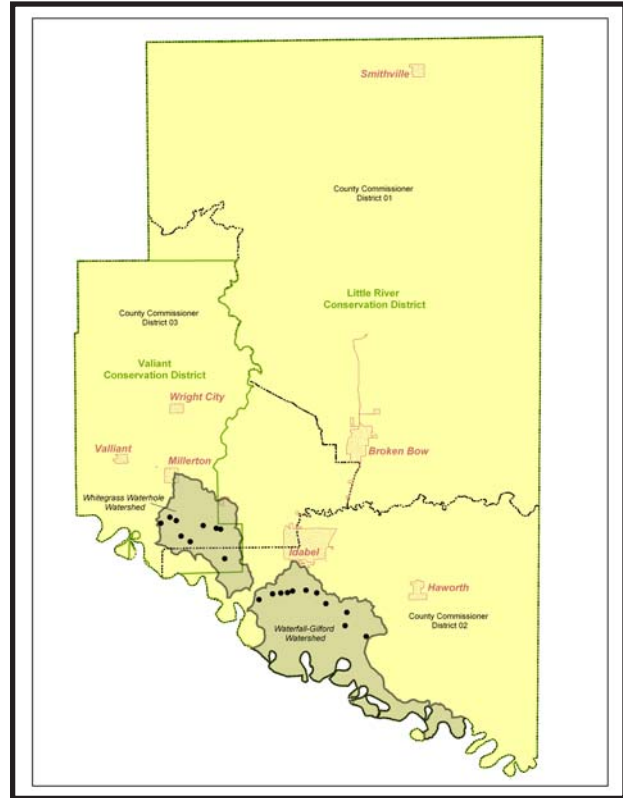 Smithville
County Commissioner
District 01
Little River
Conservation District
County Commissioner
District 03
Valiant
Conservation District
Wright City
Valliant
Millerton
Broken Bow
Whitegrass Waterhole
Watershed
Idabel
Haworth
County Commissioner
District 02
Waterfall-Gilford
Watershed